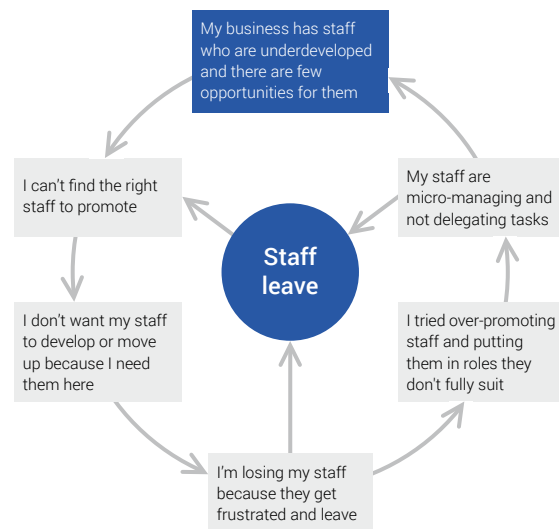 My business has staff
who are underdeveloped
and there are few
opportunities for them
I can't find the right
staff to promote
My staff are
micro-managing and
not delegating tasks
Staff
leave
I don't want my staff
to develop or move
up because I need
them here
I tried over-promoting
staff and putting
them in roles they
don't fully suit
I'm losing my staff
because they get
frustrated and leave